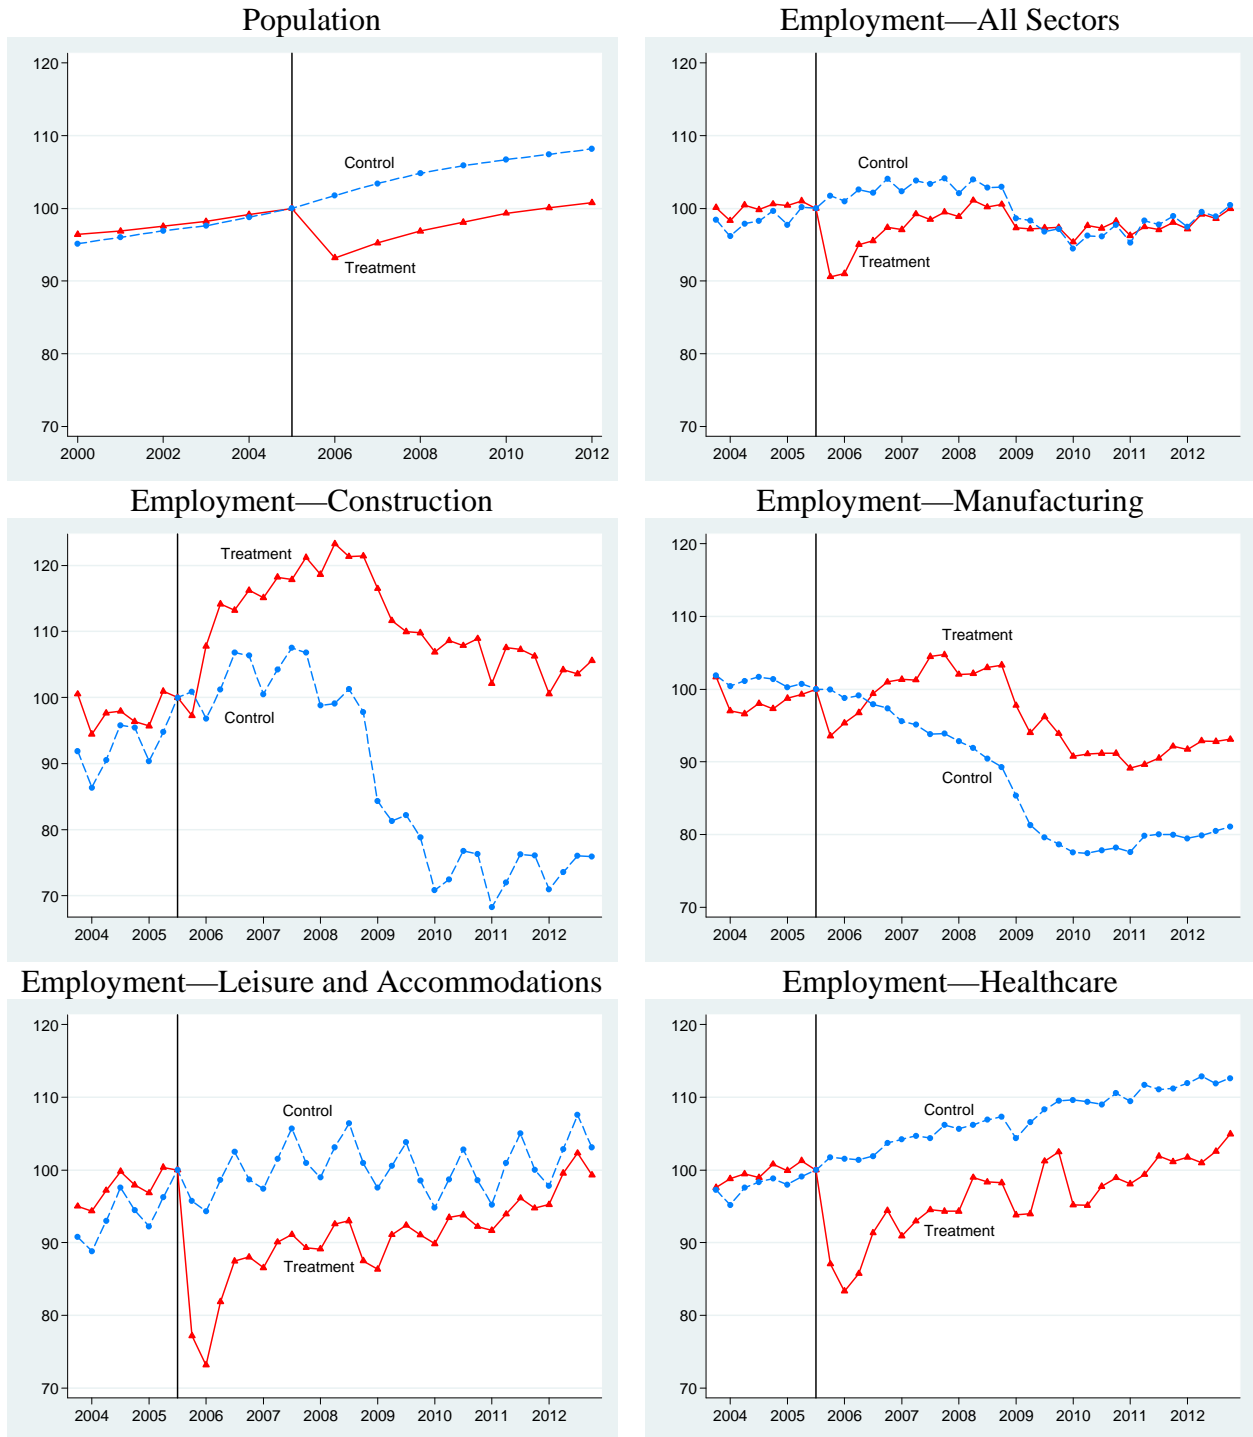 Population
120
110
100
90
80
70
Control
Treatment
2000 2002 2004 2006 2008 2010 2012
Employment—All Sectors
120
110
100
90
80
70
Control
Treatment
2004 2005 2006 2007 2008 2009 2010 2011 2012
Employment—Construction
120
110
100
90
80
70
Treatment
Control
2004 2005 2006 2007 2008 2009 2010 2011 2012
Employment—Manufacturing
120
110
100
90
80
70
Treatment
Control
2004 2005 2006 2007 2008 2009 2010 2011 2012
Employment—Leisure and Accommodations
120
110
100
90
80
70
Control
Treatment
2004 2005 2006 2007 2008 2009 2010 2011 2012
Employment—Healthcare
120
110
100
90
80
70
Control
Treatment
2004 2005 2006 2007 2008 2009 2010 2011 2012